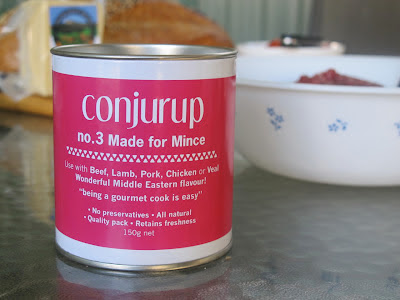 conjurup
no.3 Made for Mince
Use with Beef, Lamb, Pork, Chicken or Veal
Wonderful Middle Eastern flavour!
"being a gourmet cook is easy"
• No preservatives • All natural
• Quality pack • Retains freshness
150g net